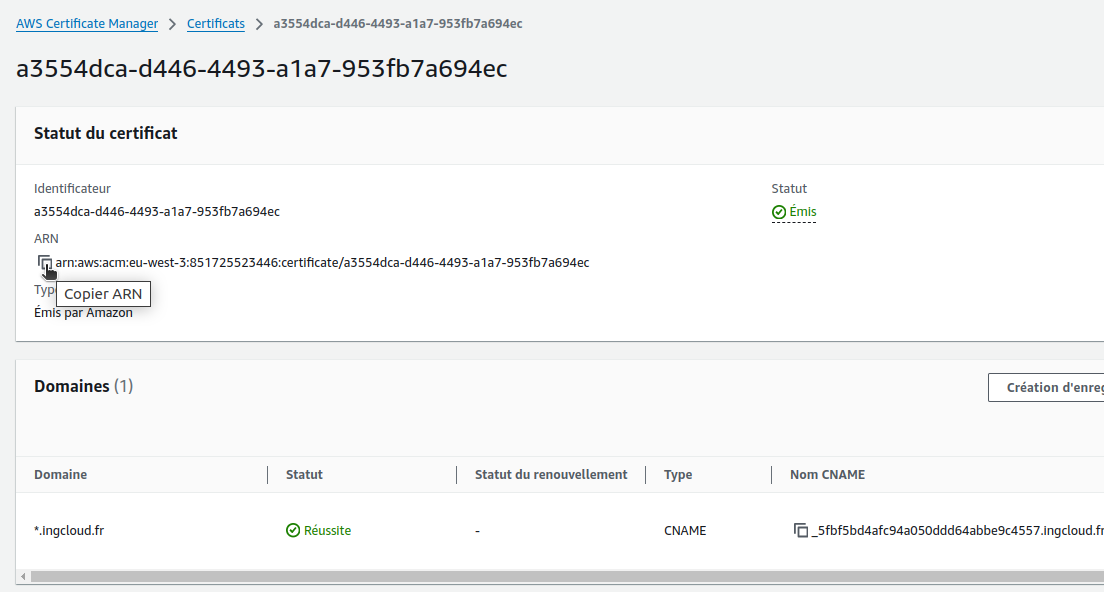 AWS Certificate Manager > Certificats > a3554dca-d446-4493-a1a7-953fb7a694ec
a3554dca-d446-4493-a1a7-953fb7a694ec
Statut du certificat
Identificateur
a3554dca-d446-4493-a1a7-953fb7a694ec
Statut
Émis
ARN
arn:aws:acm:eu-west-3:851725523446:certificate/a3554dca-d446-4493-a1a7-953fb7a694ec
Typ
Copier ARN
Émis par Amazon
Domaines (1)
Création d'enreg
Domaine Statut Statut du renouvellement Type Nom CNAME
*.ingcloud.fr Réussite - CNAME _5fbf5bd4afc94a050ddd64abbe9c4557.ingcloud.fr